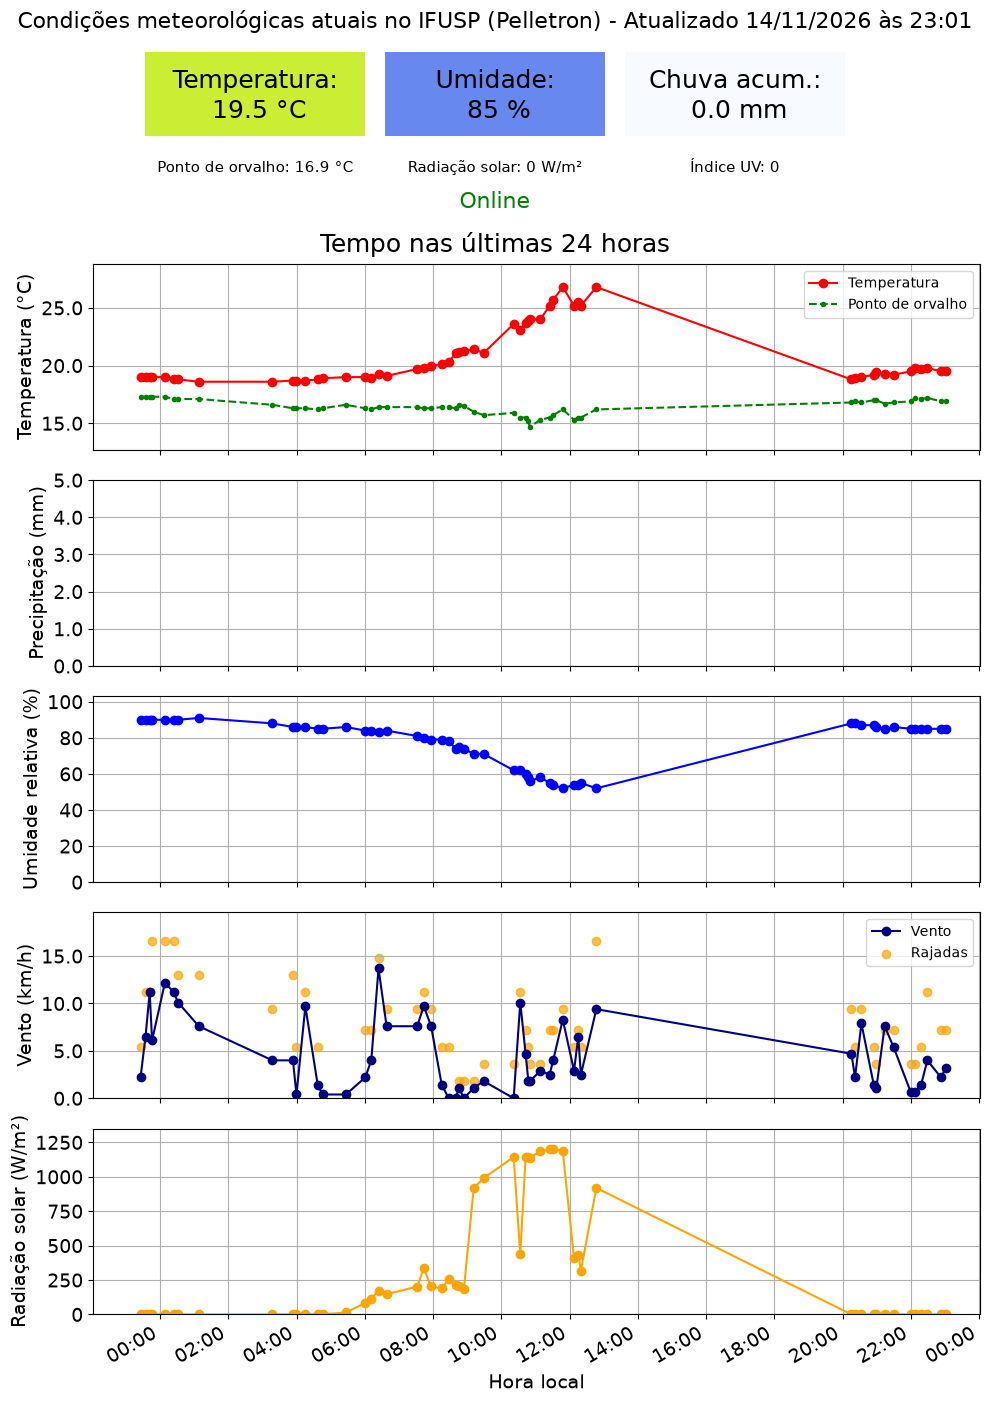 Condições meteorológicas atuais no IFUSP (Pelletron) - Atualizado 14/11/2026 às 23:01
Temperatura:
19.5 °C
Umidade:
85 %
Chuva acum.:
0.0 mm
Ponto de orvalho: 16.9 °C
Radiação solar: 0 W/m²
Índice UV: 0
Online
Tempo nas últimas 24 horas
Temperatura (°C)
25.0
20.0
15.0
Temperatura
Ponto de orvalho
Precipitação (mm)
5.0
4.0
3.0
2.0
1.0
0.0
Umidade relativa (%)
100
80
60
40
20
0
Vento (km/h)
15.0
10.0
5.0
0.0
Vento
Rajadas
Radiação solar (W/m²)
1250
1000
750
500
250
0
00:00
02:00
04:00
06:00
08:00
10:00
12:00
14:00
16:00
18:00
20:00
22:00
00:00
Hora local